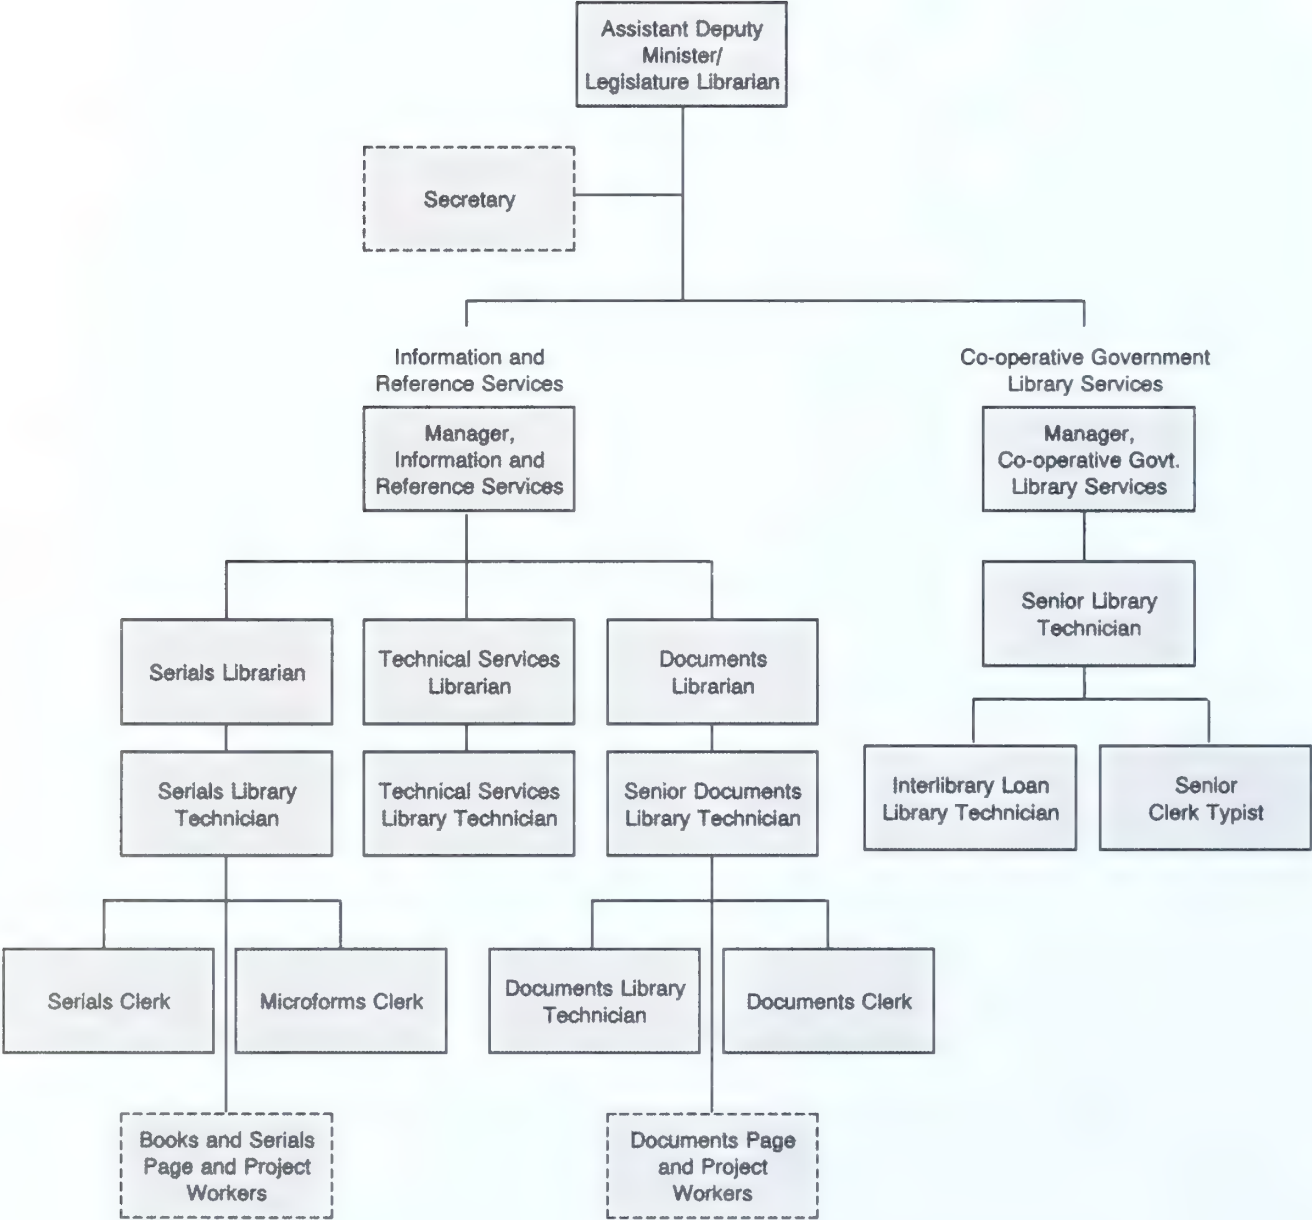 Assistant Deputy
Minister/
Legislature Librarian
Secretary
Information and
Reference Services
Co-operative Government
Library Services
Manager,
Information and
Reference Services
Manager,
Co-operative Govt.
Library Services
Senior Library
Technician
Serials Librarian
Technical Services
Librarian
Documents
Librarian
Serials Library
Technician
Technical Services
Library Technician
Senior Documents
Library Technician
Interlibrary Loan
Library Technician
Senior
Clerk Typist
Serials Clerk
Microforms Clerk
Documents Library
Technician
Documents Clerk
Books and Serials
Page and Project
Workers
Documents Page
and Project
Workers